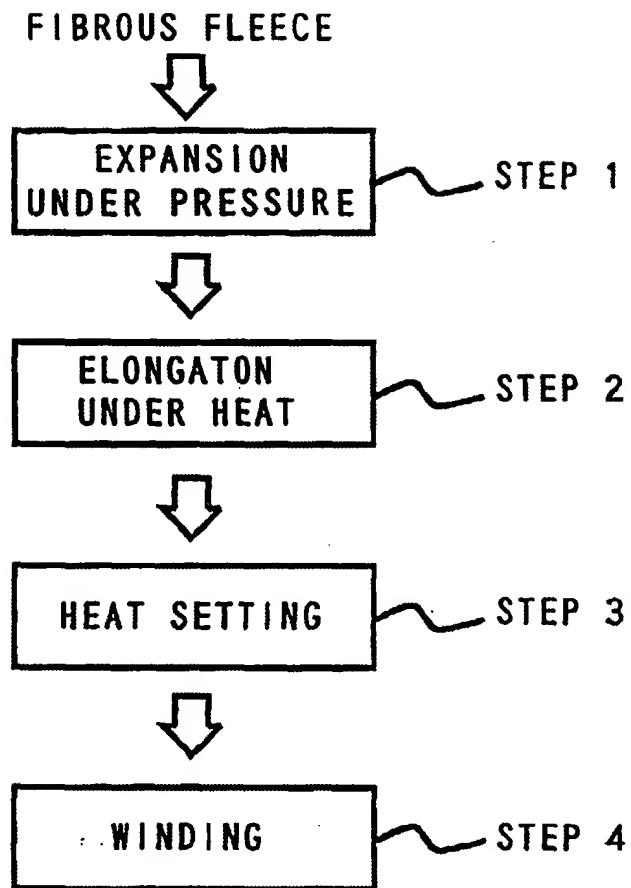 FIBROUS FLEECE
EXPANSION
UNDER PRESSURE
STEP 1
ELONGATON
UNDER HEAT
STEP 2
HEAT SETTING
STEP 3
WINDING
STEP 4